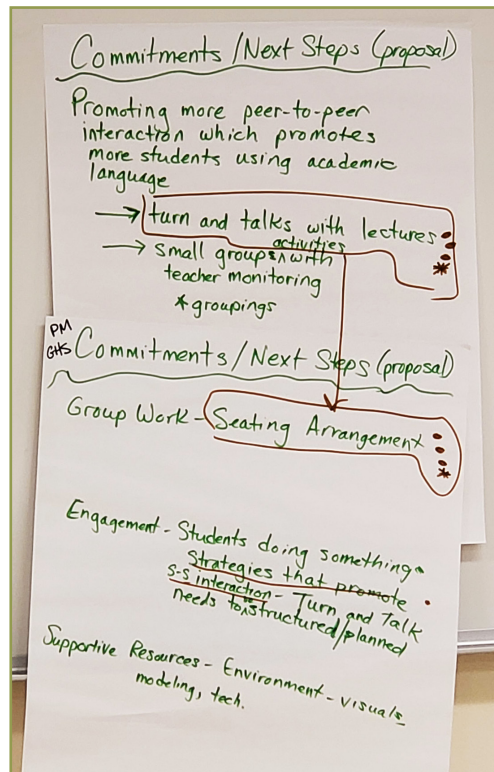 Commitments/Next Steps (proposal)
Promoting more peer-to-peer
interaction which promotes
more students using academic
language
→ turn and talks with lectures
→ small groups ^ activities with
teacher monitoring
* groupings
PM
GHS
Commitments/Next Steps (proposal)
Group Work - Seating Arrangement
Engagement - Students doing something
Strategies that promote
S-S interaction - Turn and Talk
needs to ^ be structured/planned
Supportive Resources - Environment - visuals
modeling, tech.